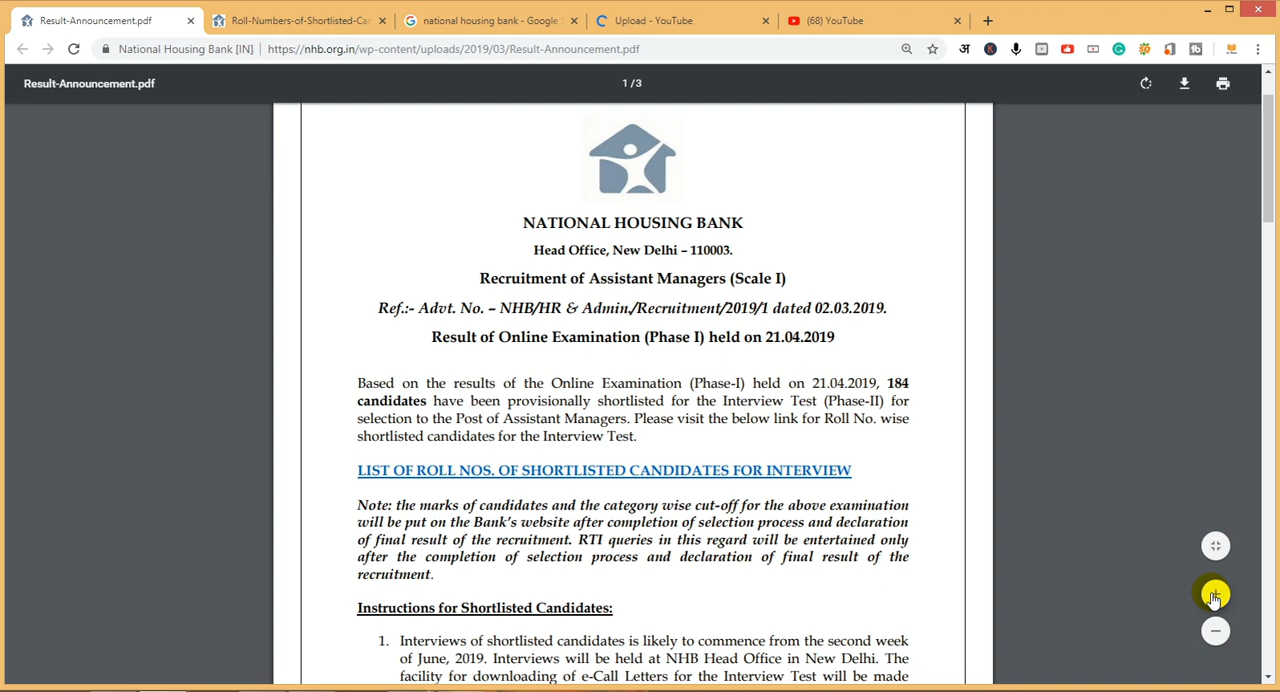 Result-Announcement.pdf
Roll-Numbers-of-Shortlisted-Can
national housing bank - Google S
Upload - YouTube
(68) YouTube
National Housing Bank [IN] | https://nhb.org.in/wp-content/uploads/2019/03/Result-Announcement.pdf
Result-Announcement.pdf
1 / 3
NATIONAL HOUSING BANK
Head Office, New Delhi – 110003.
Recruitment of Assistant Managers (Scale I)
Ref.:- Advt. No. – NHB/HR & Admin./Recruitment/2019/1 dated 02.03.2019.
Result of Online Examination (Phase I) held on 21.04.2019
Based on the results of the Online Examination (Phase-I) held on 21.04.2019, 184
candidates have been provisionally shortlisted for the Interview Test (Phase-II) for
selection to the Post of Assistant Managers. Please visit the below link for Roll No. wise
shortlisted candidates for the Interview Test.
LIST OF ROLL NOS. OF SHORTLISTED CANDIDATES FOR INTERVIEW
Note: the marks of candidates and the category wise cut-off for the above examination
will be put on the Bank's website after completion of selection process and declaration
of final result of the recruitment. RTI queries in this regard will be entertained only
after the completion of selection process and declaration of final result of the
recruitment.
Instructions for Shortlisted Candidates:
1. Interviews of shortlisted candidates is likely to commence from the second week
of June, 2019. Interviews will be held at NHB Head Office in New Delhi. The
facility for downloading of e-Call Letters for the Interview Test will be made